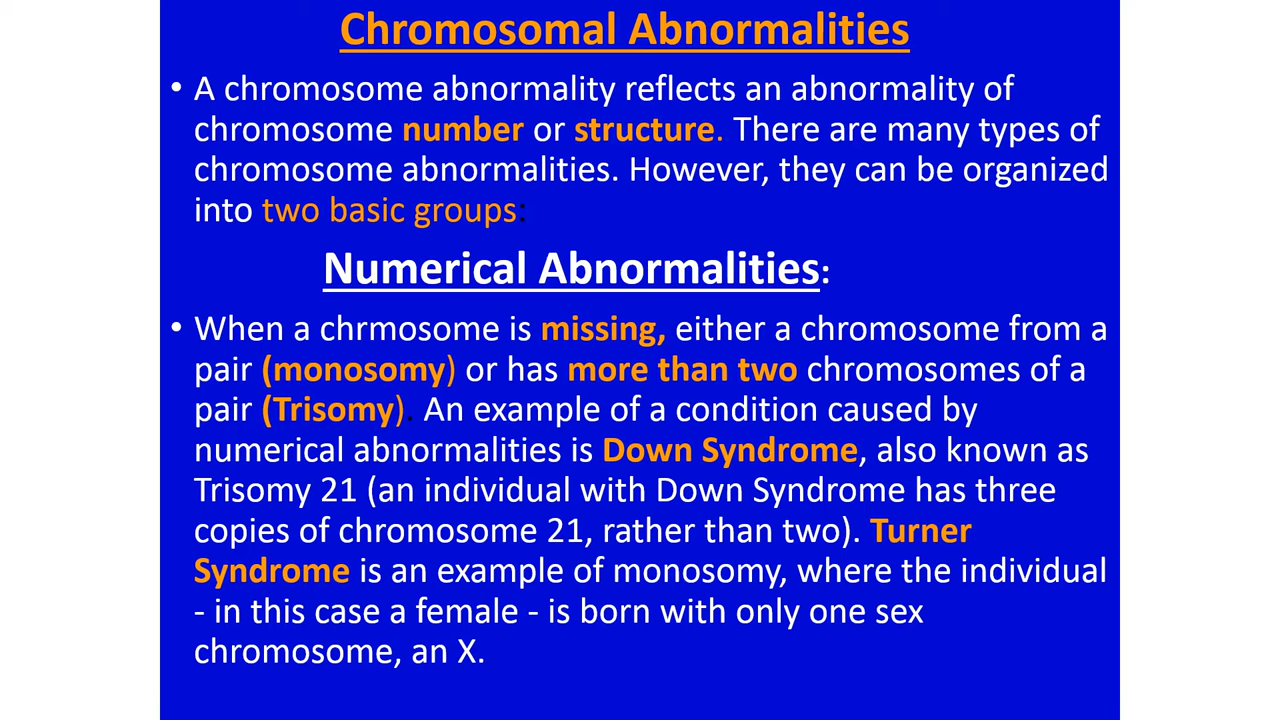 Chromosomal Abnormalities
• A chromosome abnormality reflects an abnormality of
chromosome number or structure. There are many types of
chromosome abnormalities. However, they can be organized
into two basic groups:
Numerical Abnormalities:
• When a chrmosome is missing, either a chromosome from a
pair (monosomy) or has more than two chromosomes of a
pair (Trisomy). An example of a condition caused by
numerical abnormalities is Down Syndrome, also known as
Trisomy 21 (an individual with Down Syndrome has three
copies of chromosome 21, rather than two). Turner
Syndrome is an example of monosomy, where the individual
- in this case a female - is born with only one sex
chromosome, an X.